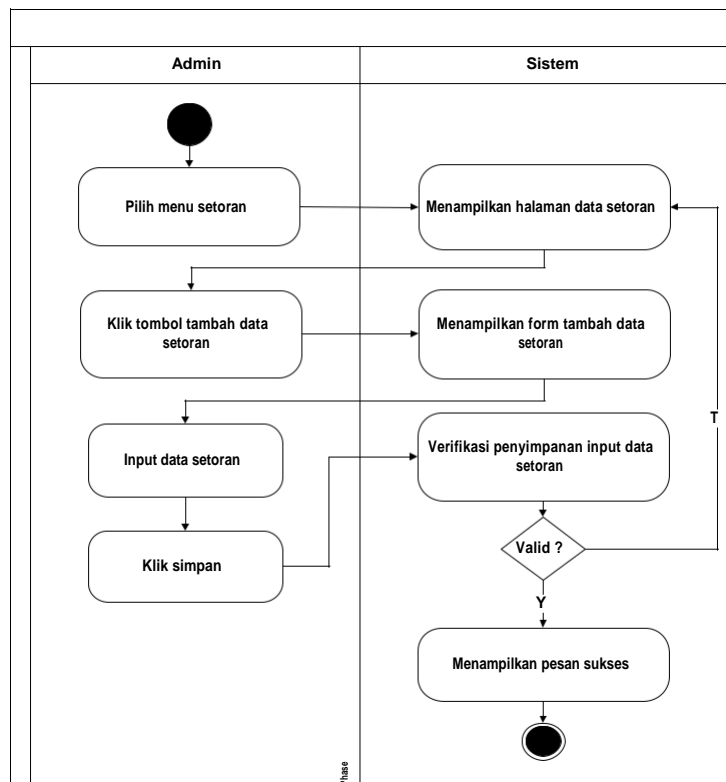 Admin
Sistem
Pilih menu setoran
Menampilkan halaman data setoran
Klik tombol tambah data
setoran
Menampilkan form tambah data
setoran
T
Input data setoran
Verifikasi penyimpanan input data
setoran
Klik simpan
Valid ?
Y
Menampilkan pesan sukses
Phase